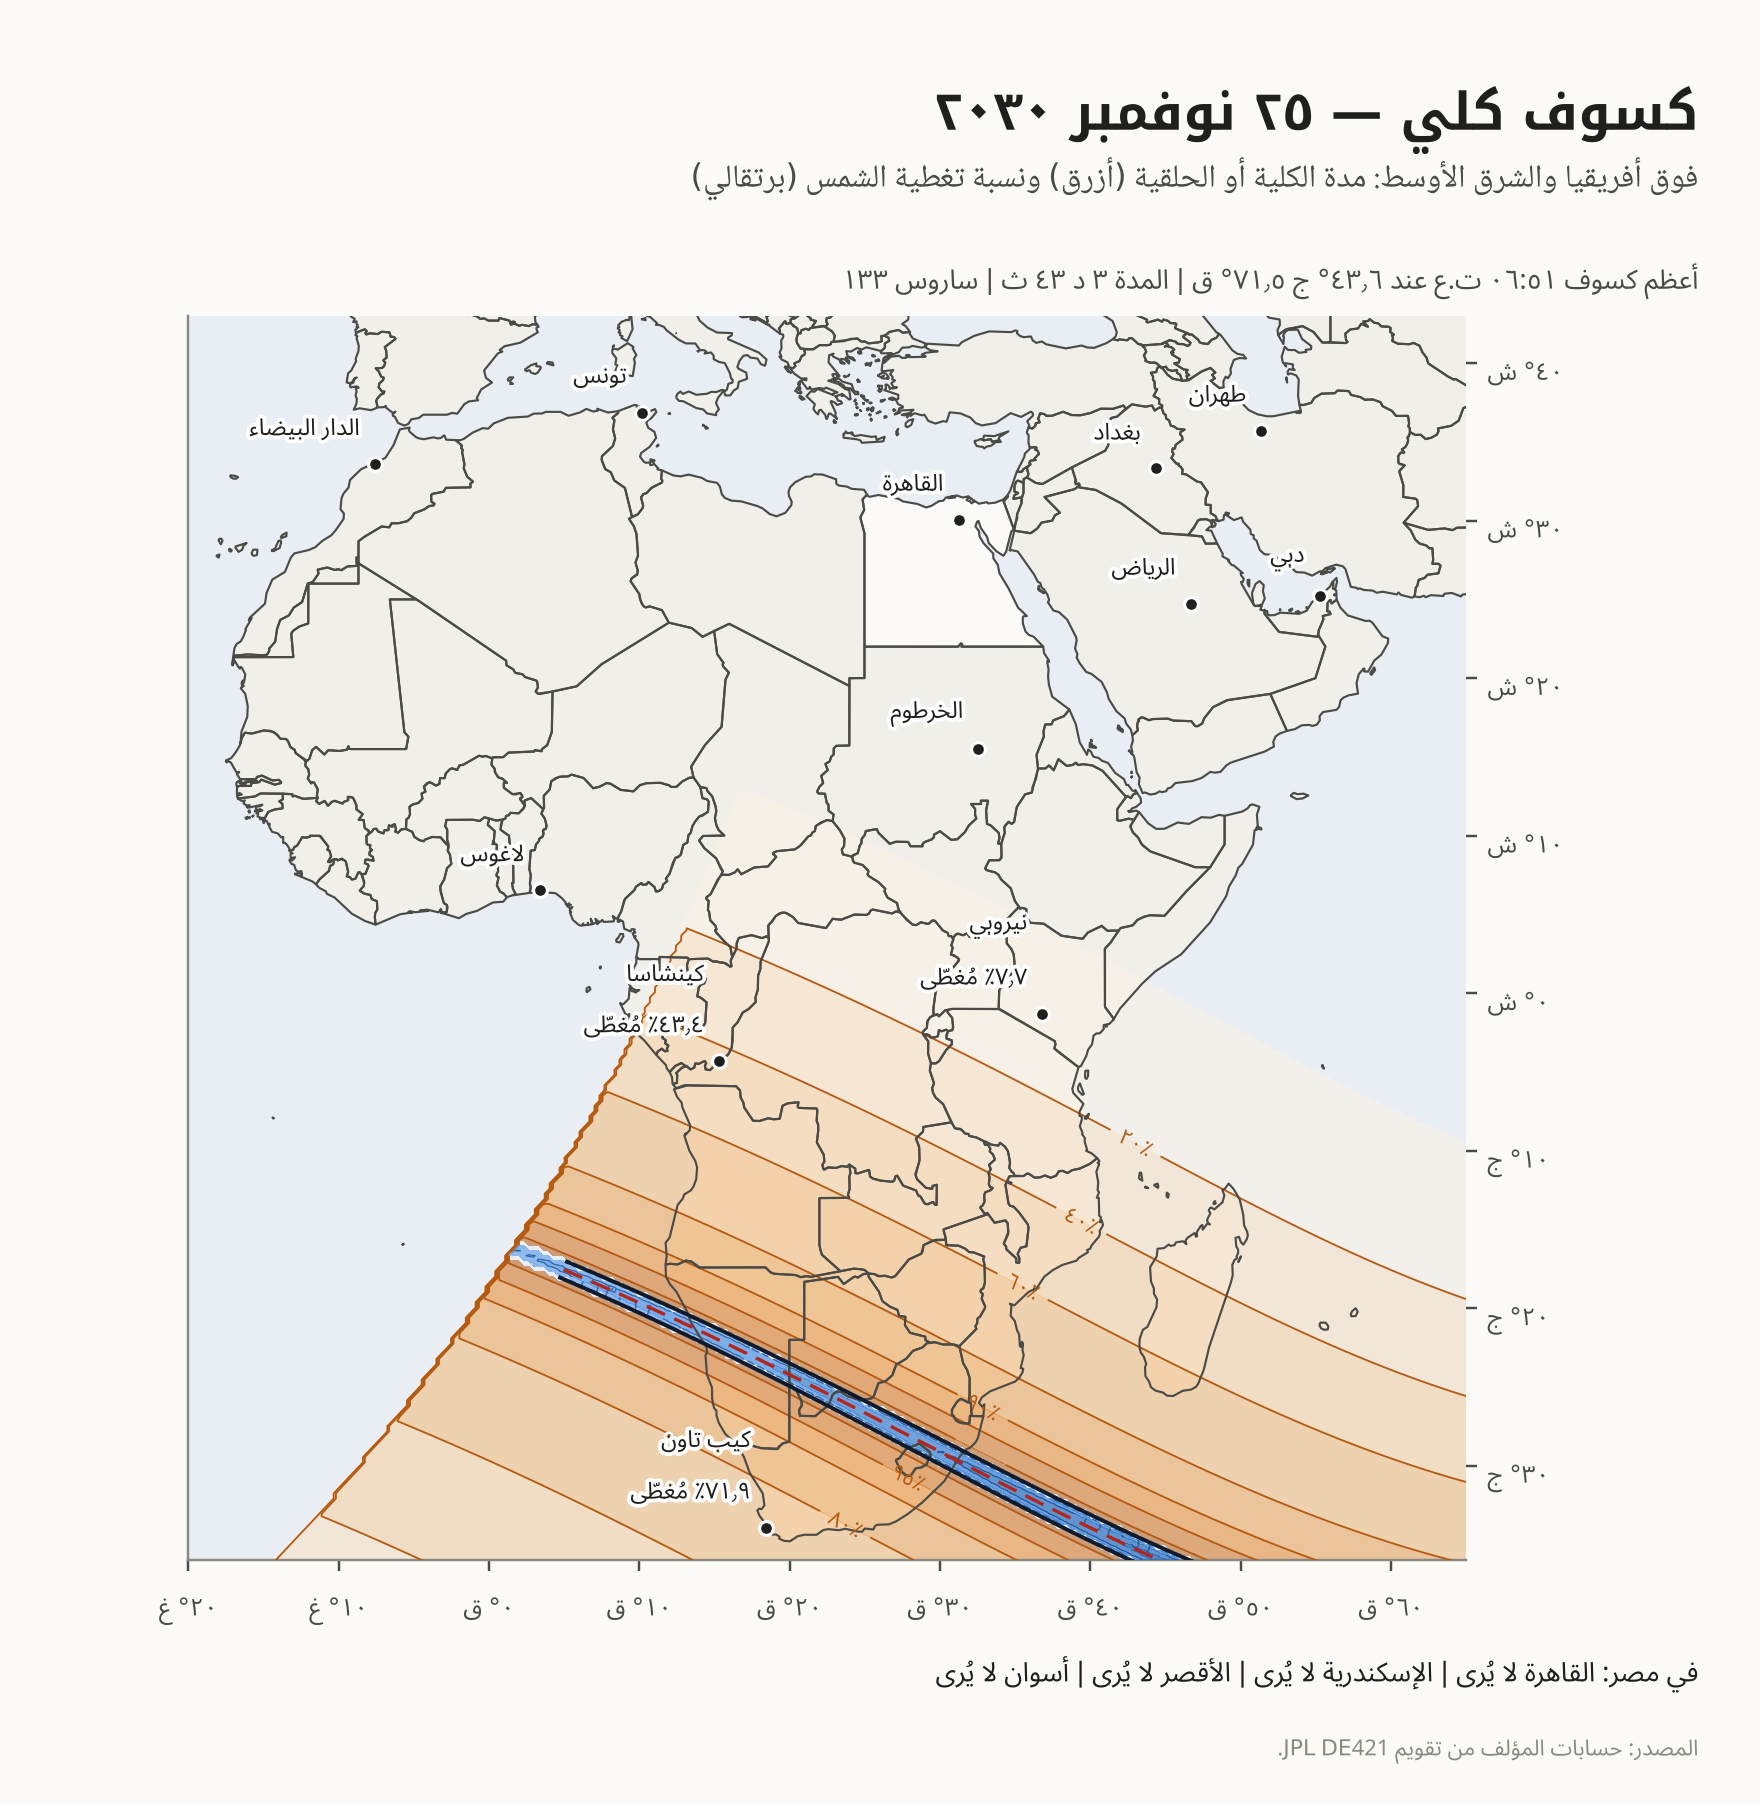 كسوف كلي — ٢٥ نوفمبر ٢٠٣٠
فوق أفريقيا والشرق الأوسط: مدة الكلية أو الحلقية (أزرق) ونسبة تغطية الشمس (برتقالي)
أعظم كسوف ٠٦:٥١ ت.ع عند ٤٣٫٦° ج ٧١٫٥° ق | المدة ٣ د ٤٣ ث | ساروس ١٣٣
٤٠° ش
تونس
طهران
الدار البيضاء
بغداد
القاهرة
٣٠° ش
دبي
الرياض
٢٠° ش
الخرطوم
١٠° ش
لاغوس
نيروبي
٧٫٧٪ مُغطّى
كينشاسا
٤٣٫٤٪ مُغطّى
٠° ش
٢٠٪
١٠° ج
٤٠٪
٦٠٪
٢٠° ج
٩٠٪
كيب تاون
٧١٫٩٪ مُغطّى
٩٥٪
٣٠° ج
٨٠٪
٢٠° غ
١٠° غ
٠° ق
١٠° ق
٢٠° ق
٣٠° ق
٤٠° ق
٥٠° ق
٦٠° ق
في مصر: القاهرة لا يُرى | الإسكندرية لا يُرى | الأقصر لا يُرى | أسوان لا يُرى
المصدر: حسابات المؤلف من تقويم JPL DE421.